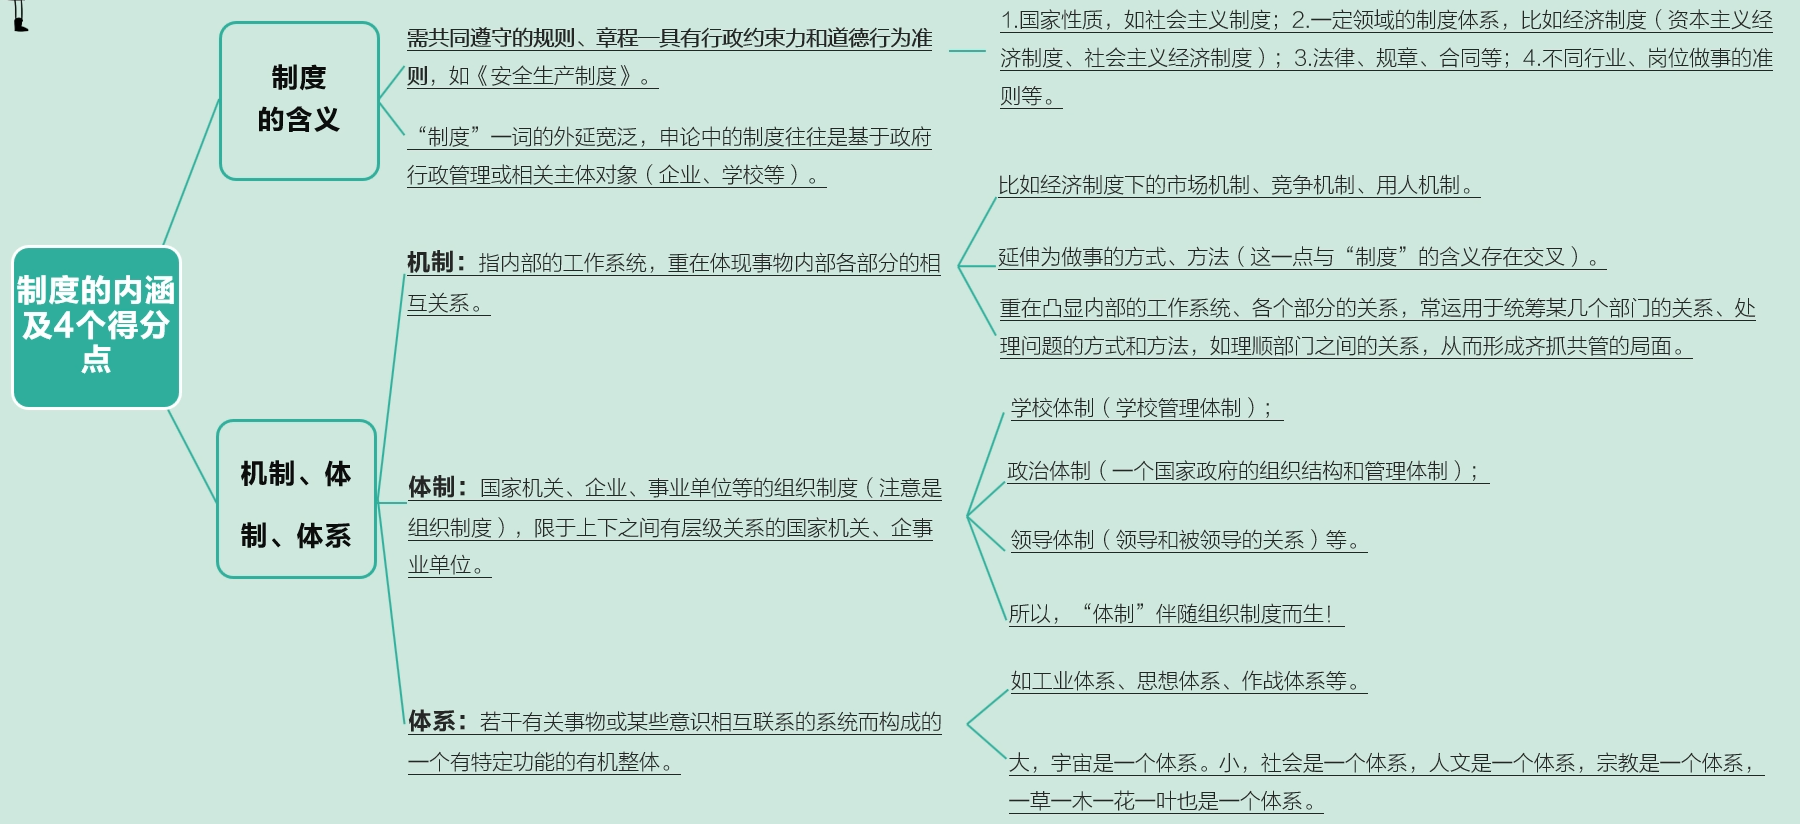 制度的内涵
及4个得分
点
制度
的含义
需共同遵守的规则、章程—具有行政约束力和道德行为准
则，如《安全生产制度》。
1.国家性质，如社会主义制度；2.一定领域的制度体系，比如经济制度（资本主义经
济制度、社会主义经济制度）；3.法律、规章、合同等；4.不同行业、岗位做事的准
则等。
“制度”一词的外延宽泛，申论中的制度往往是基于政府
行政管理或相关主体对象（企业、学校等）。
机制、体
制、体系
机制：指内部的工作系统，重在体现事物内部各部分的相
互关系。
比如经济制度下的市场机制、竞争机制、用人机制。
延伸为做事的方式、方法（这一点与“制度”的含义存在交叉）。
重在凸显内部的工作系统、各个部分的关系，常运用于统筹某几个部门的关系、处
理问题的方式和方法，如理顺部门之间的关系，从而形成齐抓共管的局面。
体制：国家机关、企业、事业单位等的组织制度（注意是
组织制度），限于上下之间有层级关系的国家机关、企事
业单位。
学校体制（学校管理体制）；
政治体制（一个国家政府的组织结构和管理体制）；
领导体制（领导和被领导的关系）等。
所以，“体制”伴随组织制度而生！
体系：若干有关事物或某些意识相互联系的系统而构成的
一个有特定功能的有机整体。
如工业体系、思想体系、作战体系等。
大，宇宙是一个体系。小，社会是一个体系，人文是一个体系，宗教是一个体系，
一草一木一花一叶也是一个体系。